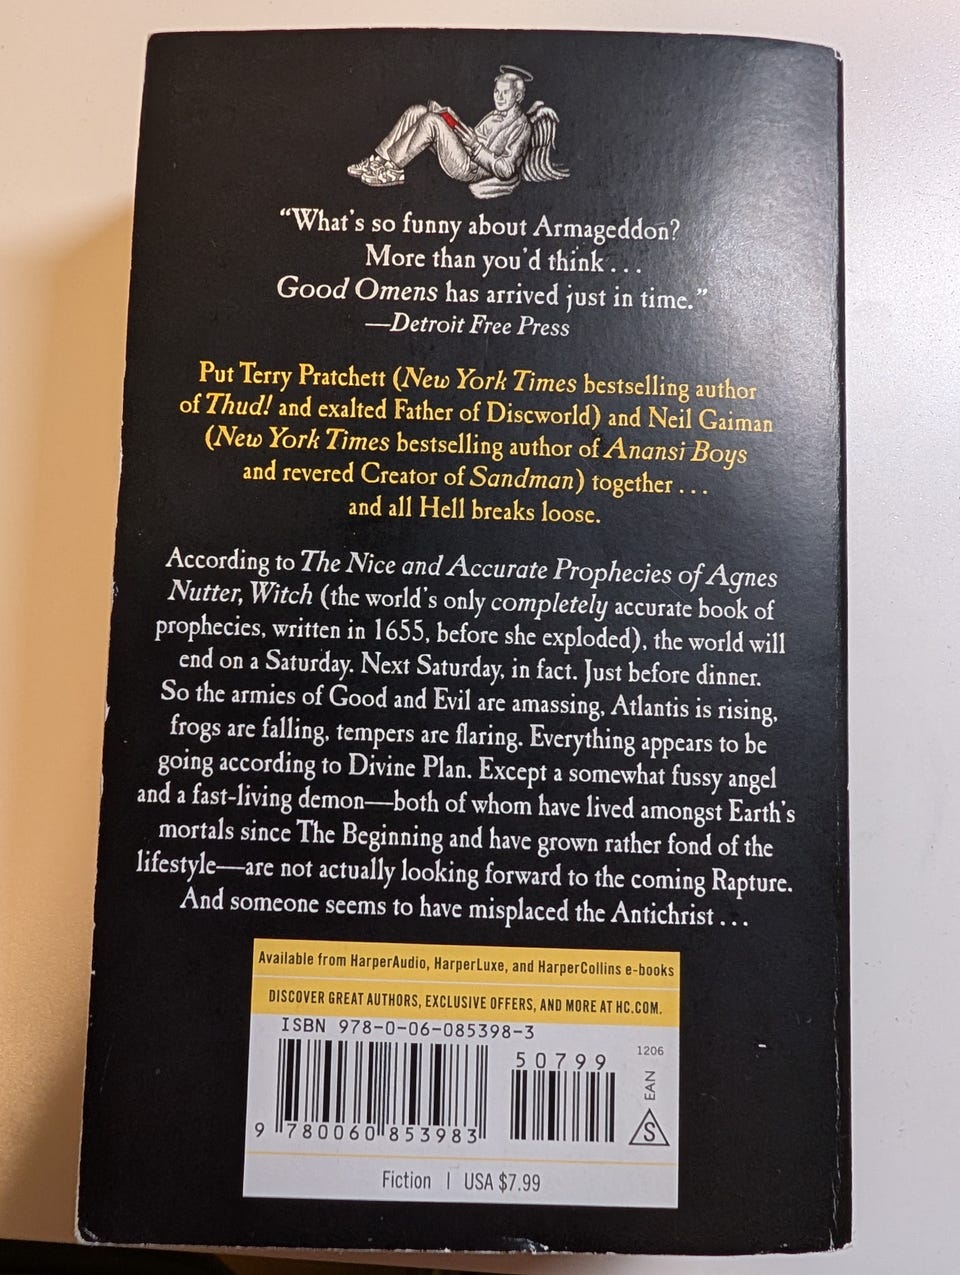 “What’s so funny about Armageddon?
More than you’d think . . .
Good Omens has arrived just in time.”
—Detroit Free Press
Put Terry Pratchett (New York Times bestselling author
of Thud! and exalted Father of Discworld) and Neil Gaiman
(New York Times bestselling author of Anansi Boys
and revered Creator of Sandman) together . . .
and all Hell breaks loose.
According to The Nice and Accurate Prophecies of Agnes
Nutter, Witch (the world’s only completely accurate book of
prophecies, written in 1655, before she exploded), the world will
end on a Saturday. Next Saturday, in fact. Just before dinner.
So the armies of Good and Evil are amassing, Atlantis is rising,
frogs are falling, tempers are flaring. Everything appears to be
going according to Divine Plan. Except a somewhat fussy angel
and a fast-living demon—both of whom have lived amongst Earth’s
mortals since The Beginning and have grown rather fond of the
lifestyle—are not actually looking forward to the coming Rapture.
And someone seems to have misplaced the Antichrist . . .
Available from HarperAudio, HarperLuxe, and HarperCollins e-books
DISCOVER GREAT AUTHORS, EXCLUSIVE OFFERS, AND MORE AT HC.COM.
ISBN 978-0-06-085398-3
50799
1206
EAN
S
9 780060 853983
Fiction | USA $7.99